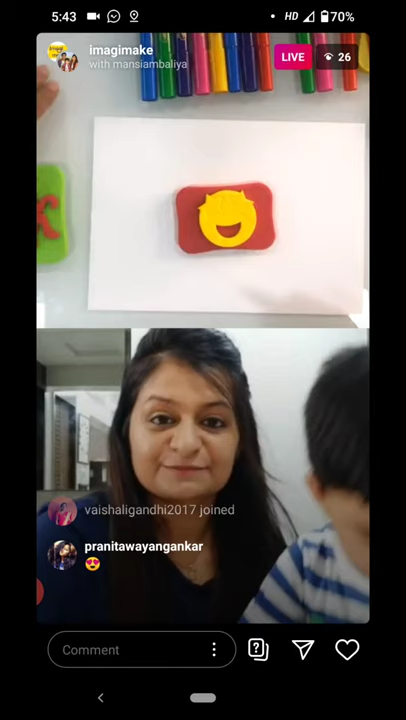 5:43
HD 70%
imagimake
with mansiambaliya
LIVE 26
vaishaligandhi2017 joined
pranitawayangankar
😍
Comment